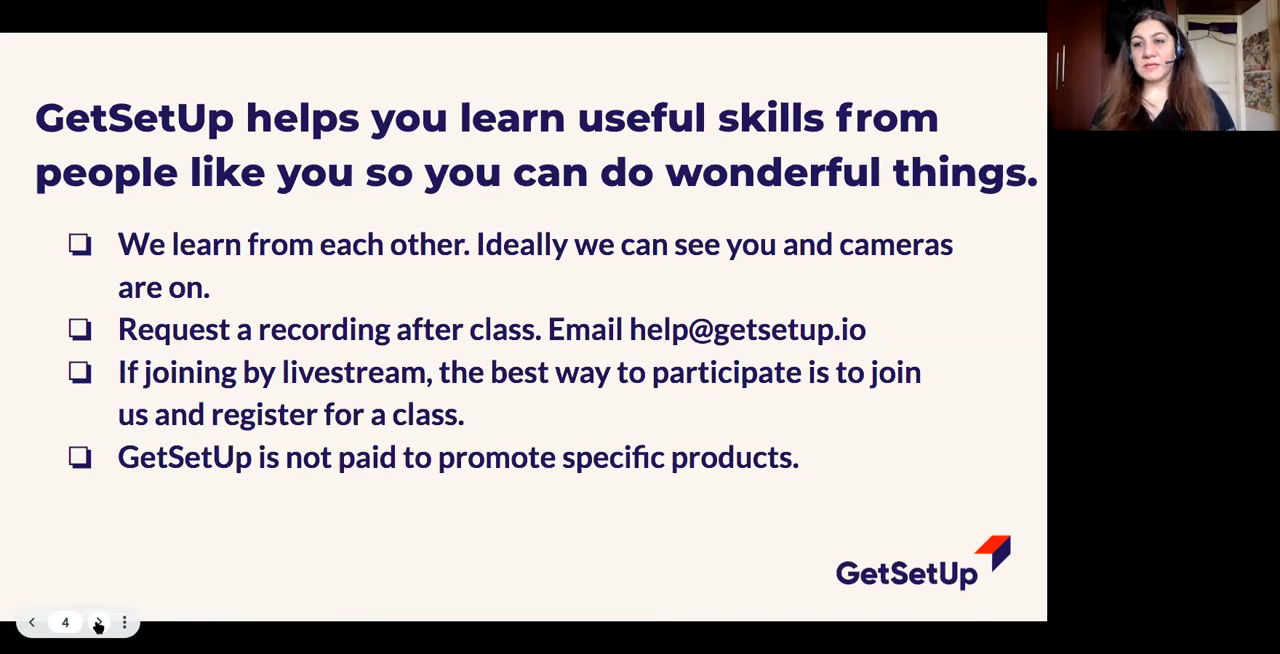 GetSetUp helps you learn useful skills from
people like you so you can do wonderful things.
We learn from each other. Ideally we can see you and cameras
are on.
Request a recording after class. Email help@getsetup.io
If joining by livestream, the best way to participate is to join
us and register for a class.
GetSetUp is not paid to promote specific products.
GetSetUp
4